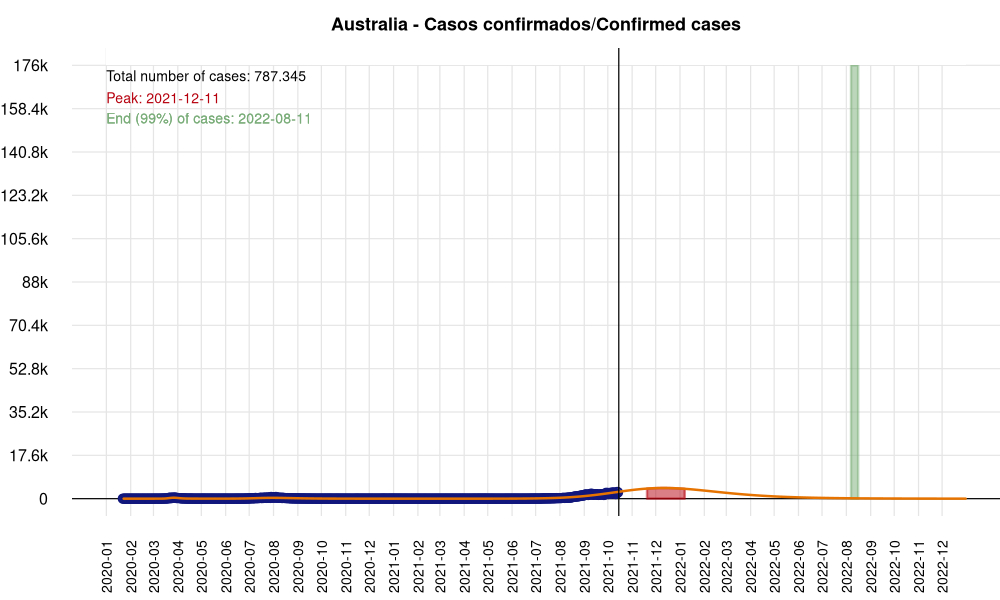 Australia - Casos confirmados/Confirmed cases
Total number of cases: 787.345
Peak: 2021-12-11
End (99%) of cases: 2022-08-11
176k
158.4k
140.8k
123.2k
105.6k
88k
70.4k
52.8k
35.2k
17.6k
0
2020-01
2020-02
2020-03
2020-04
2020-05
2020-06
2020-07
2020-08
2020-09
2020-10
2020-11
2020-12
2021-01
2021-02
2021-03
2021-04
2021-05
2021-06
2021-07
2021-08
2021-09
2021-10
2021-11
2021-12
2022-01
2022-02
2022-03
2022-04
2022-05
2022-06
2022-07
2022-08
2022-09
2022-10
2022-11
2022-12